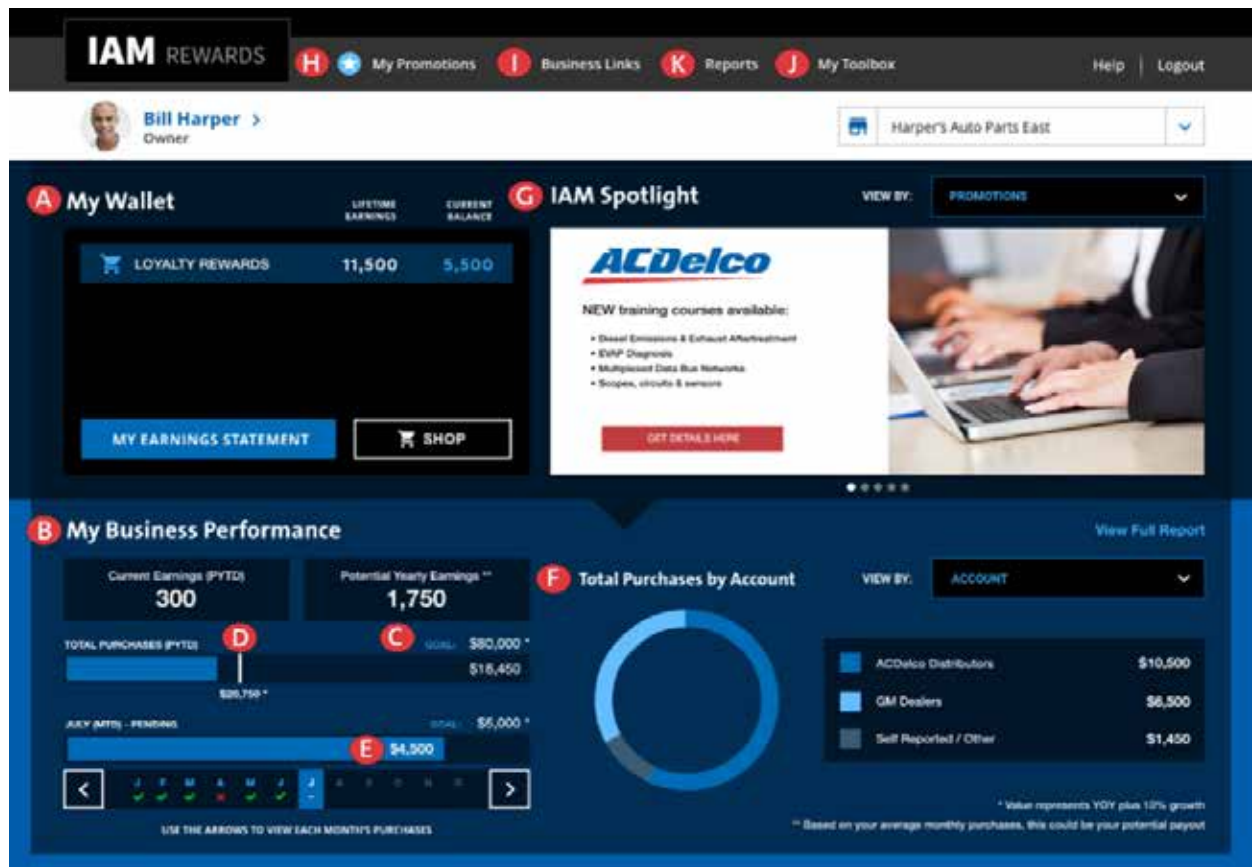 IAM REWARDS
H My Promotions I Business Links K Reports J My Toolbox Help | Logout
Bill Harper >
Owner
Harper's Auto Parts East
A My Wallet
LIFETIME EARNINGS
CURRENT BALANCE
LOYALTY REWARDS 11,500 5,500
MY EARNINGS STATEMENT
SHOP
G IAM Spotlight
VIEW BY: PROMOTIONS
ACDelco
NEW training courses available:
• Diesel Emissions & Exhaust Aftertreatment
• EVAP Diagnosis
• Multiplexed Data Bus Networks
• Scopes, circuits & sensors
GET DETAILS HERE
B My Business Performance
View Full Report
Current Earnings (PYTD)
300
Potential Yearly Earnings **
1,750
TOTAL PURCHASES (PYTD) D C GOAL: $80,000 *
$20,750 *
JULY (MTD) - PENDING GOAL: $5,000 *
E $4,500
< J F M A M J J A S O N D >
USE THE ARROWS TO VIEW EACH MONTH'S PURCHASES
F Total Purchases by Account
VIEW BY: ACCOUNT
ACDelco Distributors $10,500
GM Dealers $6,500
Self Reported / Other $1,450
* Value represents YOY plus 10% growth
** Based on your average monthly purchases, this could be your potential payout